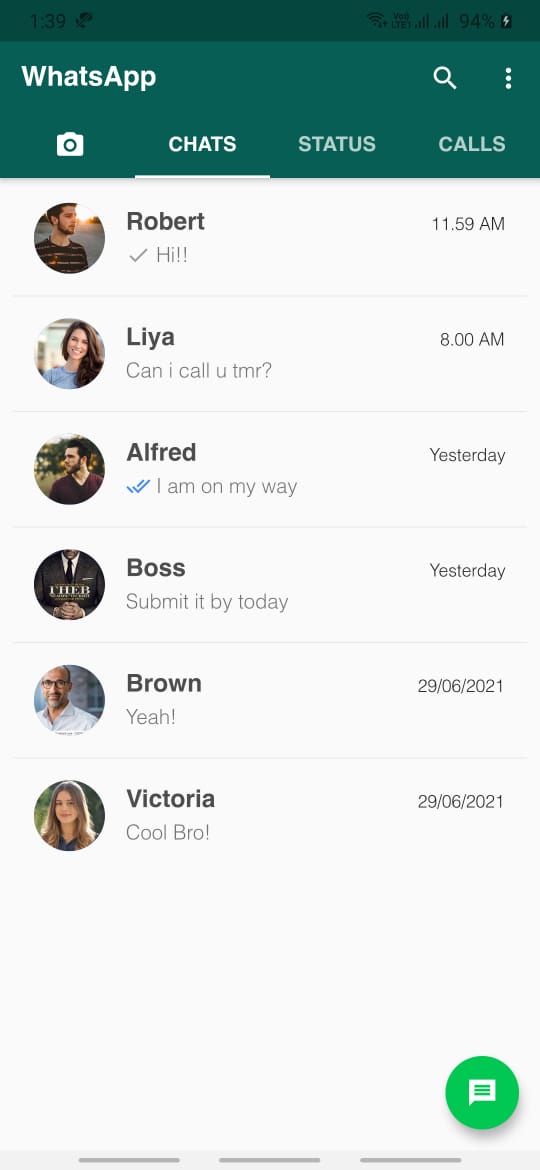 1:39
VoD LTE1 94%
WhatsApp
CHATS STATUS CALLS
Robert 11.59 AM
Hi!!
Liya 8.00 AM
Can i call u tmr?
Alfred Yesterday
I am on my way
Boss Yesterday
Submit it by today
Brown 29/06/2021
Yeah!
Victoria 29/06/2021
Cool Bro!